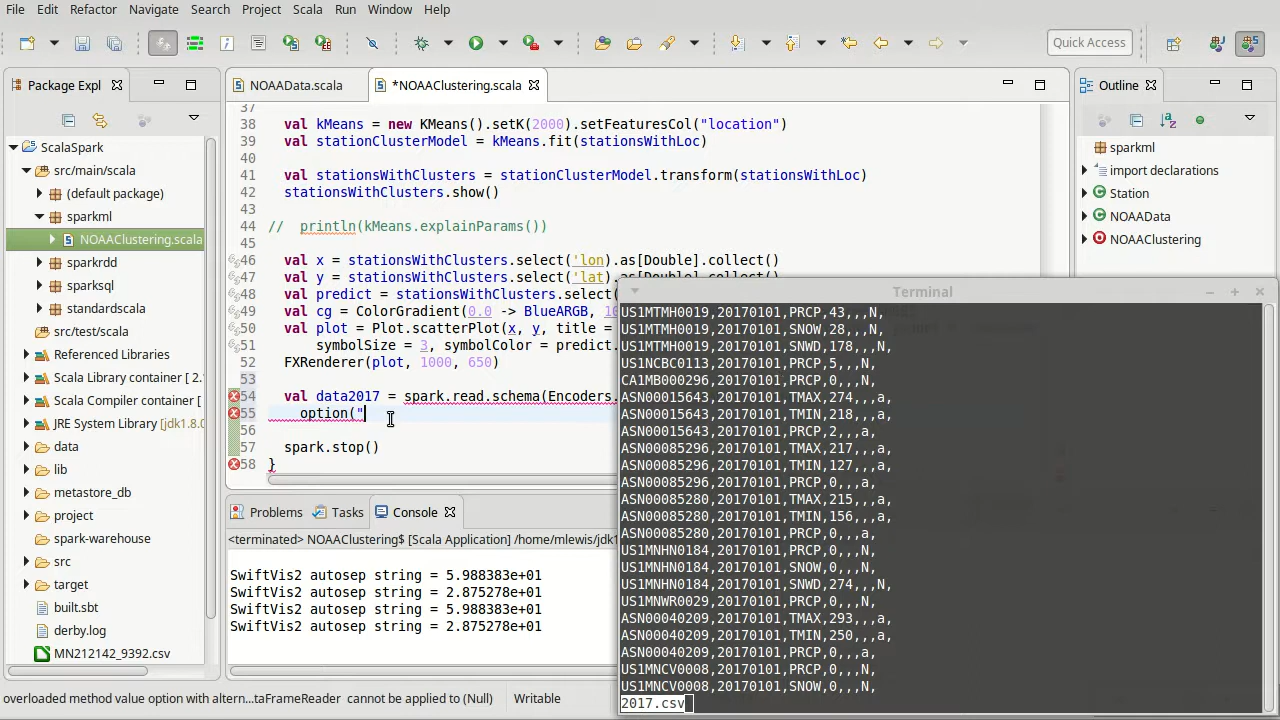 File Edit Refactor Navigate Search Project Scala Run Window Help
Quick Access
Package Expl
NOAAData.scala
*NOAAClustering.scala
Outline
ScalaSpark
src/main/scala
(default package)
sparkml
NOAAClustering.scala
sparkrdd
sparksql
standardscala
src/test/scala
Referenced Libraries
Scala Library container [ 2.
Scala Compiler container [
JRE System Library [jdk1.8.0
data
lib
metastore_db
project
spark-warehouse
src
target
built.sbt
derby.log
MN212142_9392.csv
37
38 val kMeans = new KMeans().setK(2000).setFeaturesCol("location")
39 val stationClusterModel = kMeans.fit(stationsWithLoc)
40
41 val stationsWithClusters = stationClusterModel.transform(stationsWithLoc)
42 stationsWithClusters.show()
43
44 // println(kMeans.explainParams())
45
46 val x = stationsWithClusters.select('lon).as[Double].collect()
47 val y = stationsWithClusters.select('lat).as[Double].collect()
48 val predict = stationsWithClusters.select(
49 val cg = ColorGradient(0.0 -> BlueARGB, 10
50 val plot = Plot.scatterPlot(x, y, title =
51 symbolSize = 3, symbolColor = predict.
52 FXRenderer(plot, 1000, 650)
53
54 val data2017 = spark.read.schema(Encoders.
55 option("
56
57 spark.stop()
58 }
sparkml
import declarations
Station
NOAAData
NOAAClustering
Problems
Tasks
Console
<terminated> NOAAClustering$ [Scala Application] /home/mlewis/jdk1
SwiftVis2 autosep string = 5.988383e+01
SwiftVis2 autosep string = 2.875278e+01
SwiftVis2 autosep string = 5.988383e+01
SwiftVis2 autosep string = 2.875278e+01
Terminal
US1MTMH0019,20170101,PRCP,43,,,N,
US1MTMH0019,20170101,SNOW,28,,,N,
US1MTMH0019,20170101,SNWD,178,,,N,
US1NCBC0113,20170101,PRCP,5,,,N,
CA1MB000296,20170101,PRCP,0,,,N,
ASN00015643,20170101,TMAX,274,,,a,
ASN00015643,20170101,TMIN,218,,,a,
ASN00015643,20170101,PRCP,2,,,a,
ASN00085296,20170101,TMAX,217,,,a,
ASN00085296,20170101,TMIN,127,,,a,
ASN00085296,20170101,PRCP,0,,,a,
ASN00085280,20170101,TMAX,215,,,a,
ASN00085280,20170101,TMIN,156,,,a,
ASN00085280,20170101,PRCP,0,,,a,
US1MNHN0184,20170101,PRCP,0,,,N,
US1MNHN0184,20170101,SNOW,0,,,N,
US1MNHN0184,20170101,SNWD,274,,,N,
US1MNWR0029,20170101,PRCP,0,,,N,
ASN00040209,20170101,TMAX,293,,,a,
ASN00040209,20170101,TMIN,250,,,a,
ASN00040209,20170101,PRCP,0,,,a,
US1MNCV0008,20170101,PRCP,0,,,N,
US1MNCV0008,20170101,SNOW,0,,,N,
2017.csv
overloaded method value option with altern...taFrameReader cannot be applied to (Null)
Writable